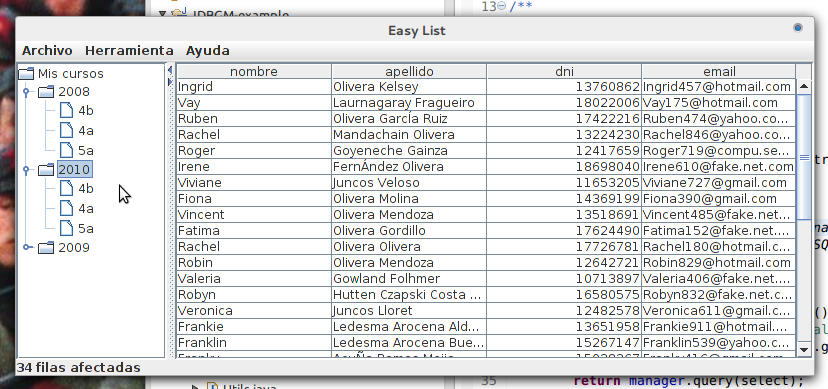 JDBGM-example
13 /**
Easy List
Archivo Herramienta Ayuda
Mis cursos
2008
4b
4a
5a
2010
4b
4a
5a
2009
nombre apellido dni email
Ingrid Olivera Kelsey 13760862 Ingrid457@hotmail.com
Vay Laurnagaray Fragueiro 18022006 Vay175@hotmail.com
Ruben Olivera García Ruiz 17422216 Ruben474@yahoo.co...
Rachel Mandachain Olivera 13224230 Rachel846@yahoo.co...
Roger Goyeneche Gainza 12417659 Roger719@compu.se...
Irene FernÁndez Olivera 18698040 Irene610@fake.net.com
Viviane Juncos Veloso 11653205 Viviane727@gmail.com
Fiona Olivera Molina 14369199 Fiona390@gmail.com
Vincent Olivera Mendoza 13518691 Vincent485@fake.net...
Fatima Olivera Gordillo 17624490 Fatima152@fake.net....
Rachel Olivera Olivera 17726781 Rachel180@hotmail.c...
Robin Olivera Mendoza 12642721 Robin829@hotmail.com
Valeria Gowland Folhmer 10713897 Valeria406@fake.net....
Robyn Hutten Czapski Costa ... 16580575 Robyn832@fake.net.c...
Veronica Juncos Lloret 12482578 Veronica611@gmail.c...
Frankie Ledesma Arocena Ald... 13651958 Frankie911@hotmail....
Franklin Ledesma Arocena Bue... 15267147 Franklin539@yahoo.c...
34 filas afectadas
Utils.java
35 return manager.query(select);